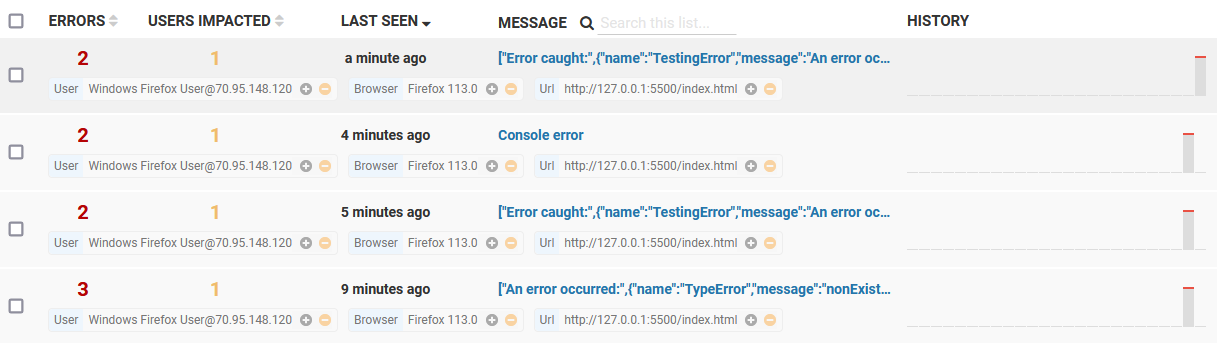 ERRORS USERS IMPACTED LAST SEEN MESSAGE Search this list... HISTORY
2 1 a minute ago ["Error caught:",{"name":"TestingError","message":"An error oc...
User Windows Firefox User@70.95.148.120 Browser Firefox 113.0 Url http://127.0.0.1:5500/index.html
2 1 4 minutes ago Console error
User Windows Firefox User@70.95.148.120 Browser Firefox 113.0 Url http://127.0.0.1:5500/index.html
2 1 5 minutes ago ["Error caught:",{"name":"TestingError","message":"An error oc...
User Windows Firefox User@70.95.148.120 Browser Firefox 113.0 Url http://127.0.0.1:5500/index.html
3 1 9 minutes ago ["An error occurred:",{"name":"TypeError","message":"nonExist...
User Windows Firefox User@70.95.148.120 Browser Firefox 113.0 Url http://127.0.0.1:5500/index.html